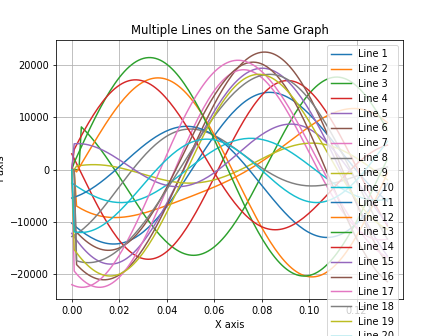 Multiple Lines on the Same Graph
20000
10000
0
−10000
−20000
0.00
0.02
0.04
0.06
0.08
0.10
X axis
Line 1
Line 2
Line 3
Line 4
Line 5
Line 6
Line 7
Line 8
Line 9
Line 10
Line 11
Line 12
Line 13
Line 14
Line 15
Line 16
Line 17
Line 18
Line 19
Line 20